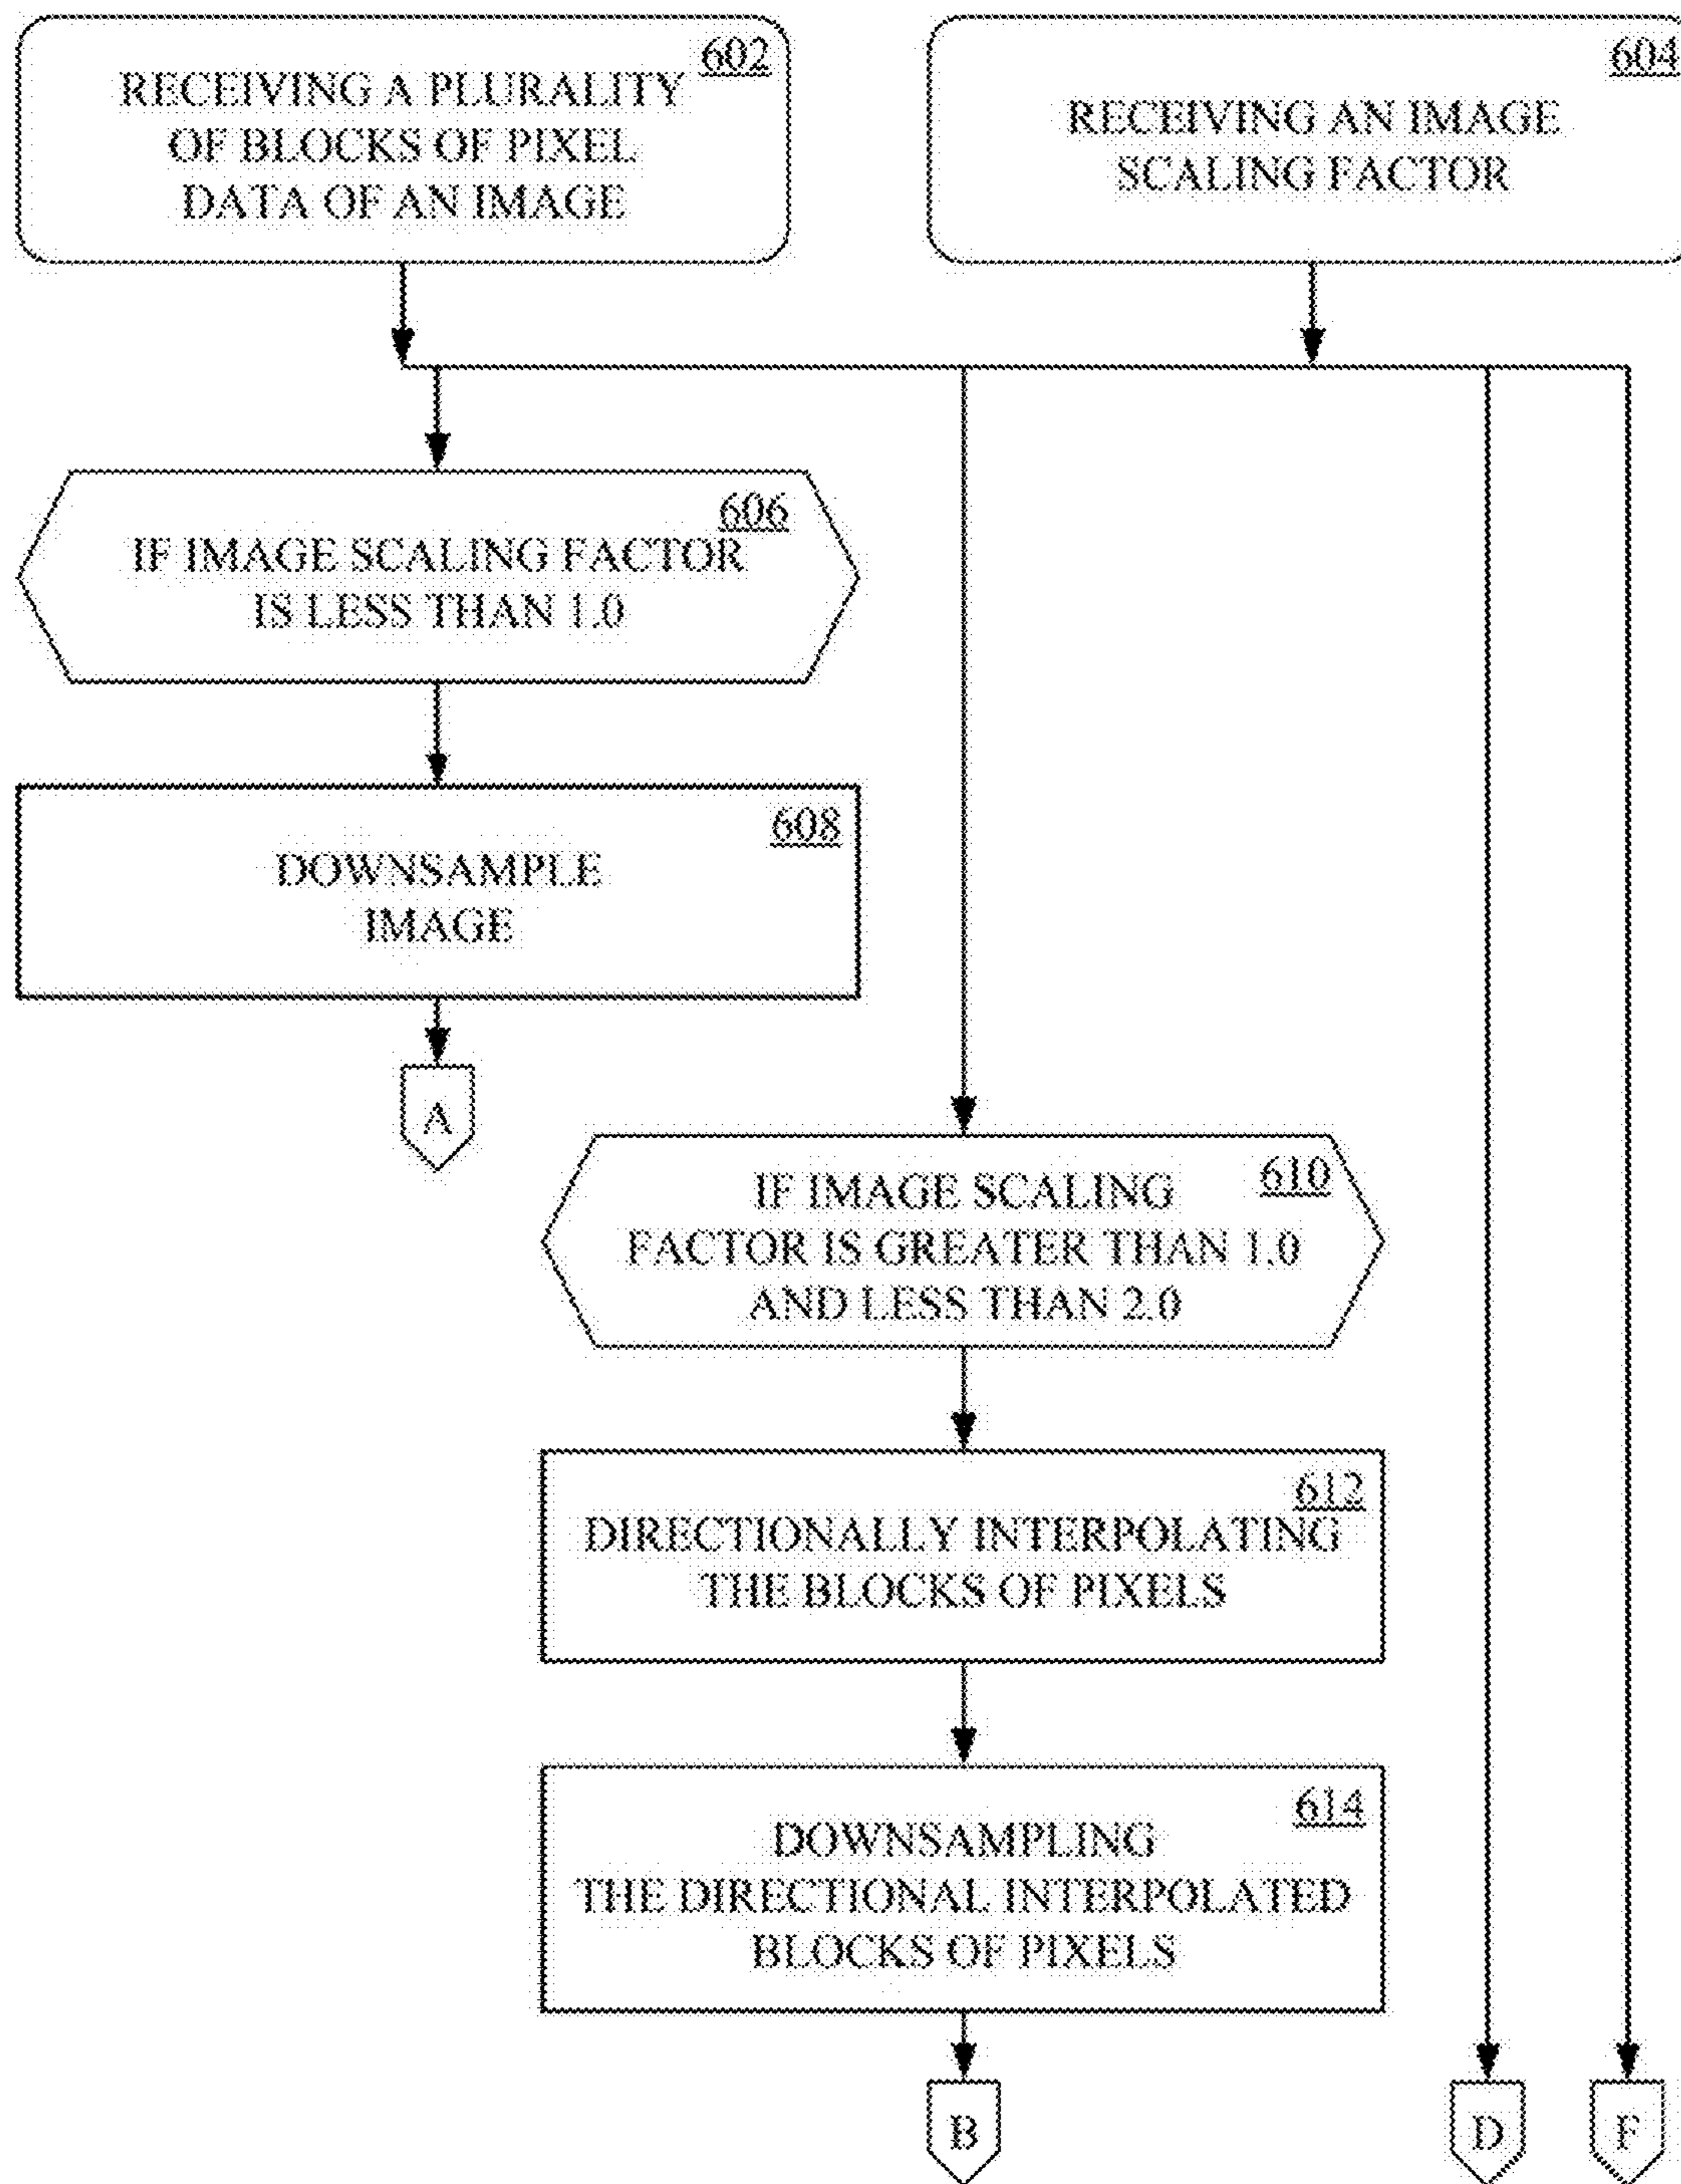 602
RECEIVING A PLURALITY
OF BLOCKS OF PIXEL
DATA OF AN IMAGE
604
RECEIVING AN IMAGE
SCALING FACTOR
606
IF IMAGE SCALING FACTOR
IS LESS THAN 1.0
608
DOWNSAMPLE
IMAGE
A
610
IF IMAGE SCALING
FACTOR IS GREATER THAN 1.0
AND LESS THAN 2.0
612
DIRECTIONALLY INTERPOLATING
THE BLOCKS OF PIXELS
614
DOWNSAMPLING
THE DIRECTIONAL INTERPOLATED
BLOCKS OF PIXELS
B
D
F